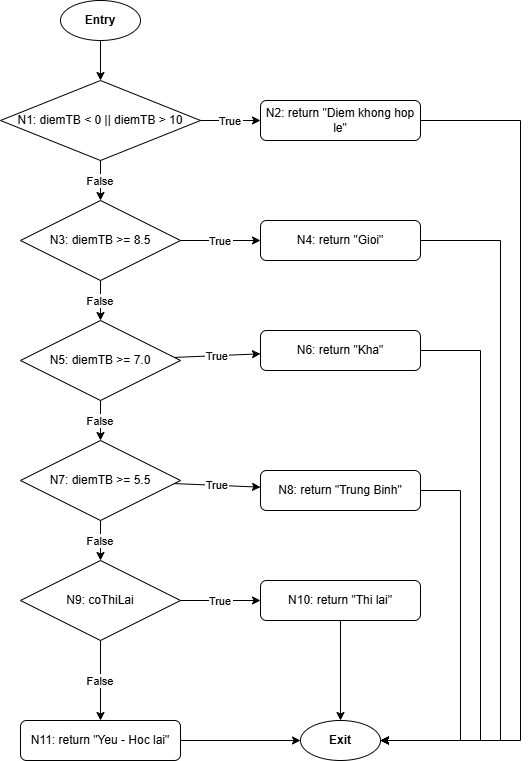 Entry
N1: diemTB < 0 || diemTB > 10
True
N2: return "Diem khong hop
le"
False
N3: diemTB >= 8.5
True
N4: return "Gioi"
False
N5: diemTB >= 7.0
True
N6: return "Kha"
False
N7: diemTB >= 5.5
True
N8: return "Trung Binh"
False
N9: coThiLai
True
N10: return "Thi lai"
False
N11: return "Yeu - Hoc lai"
Exit